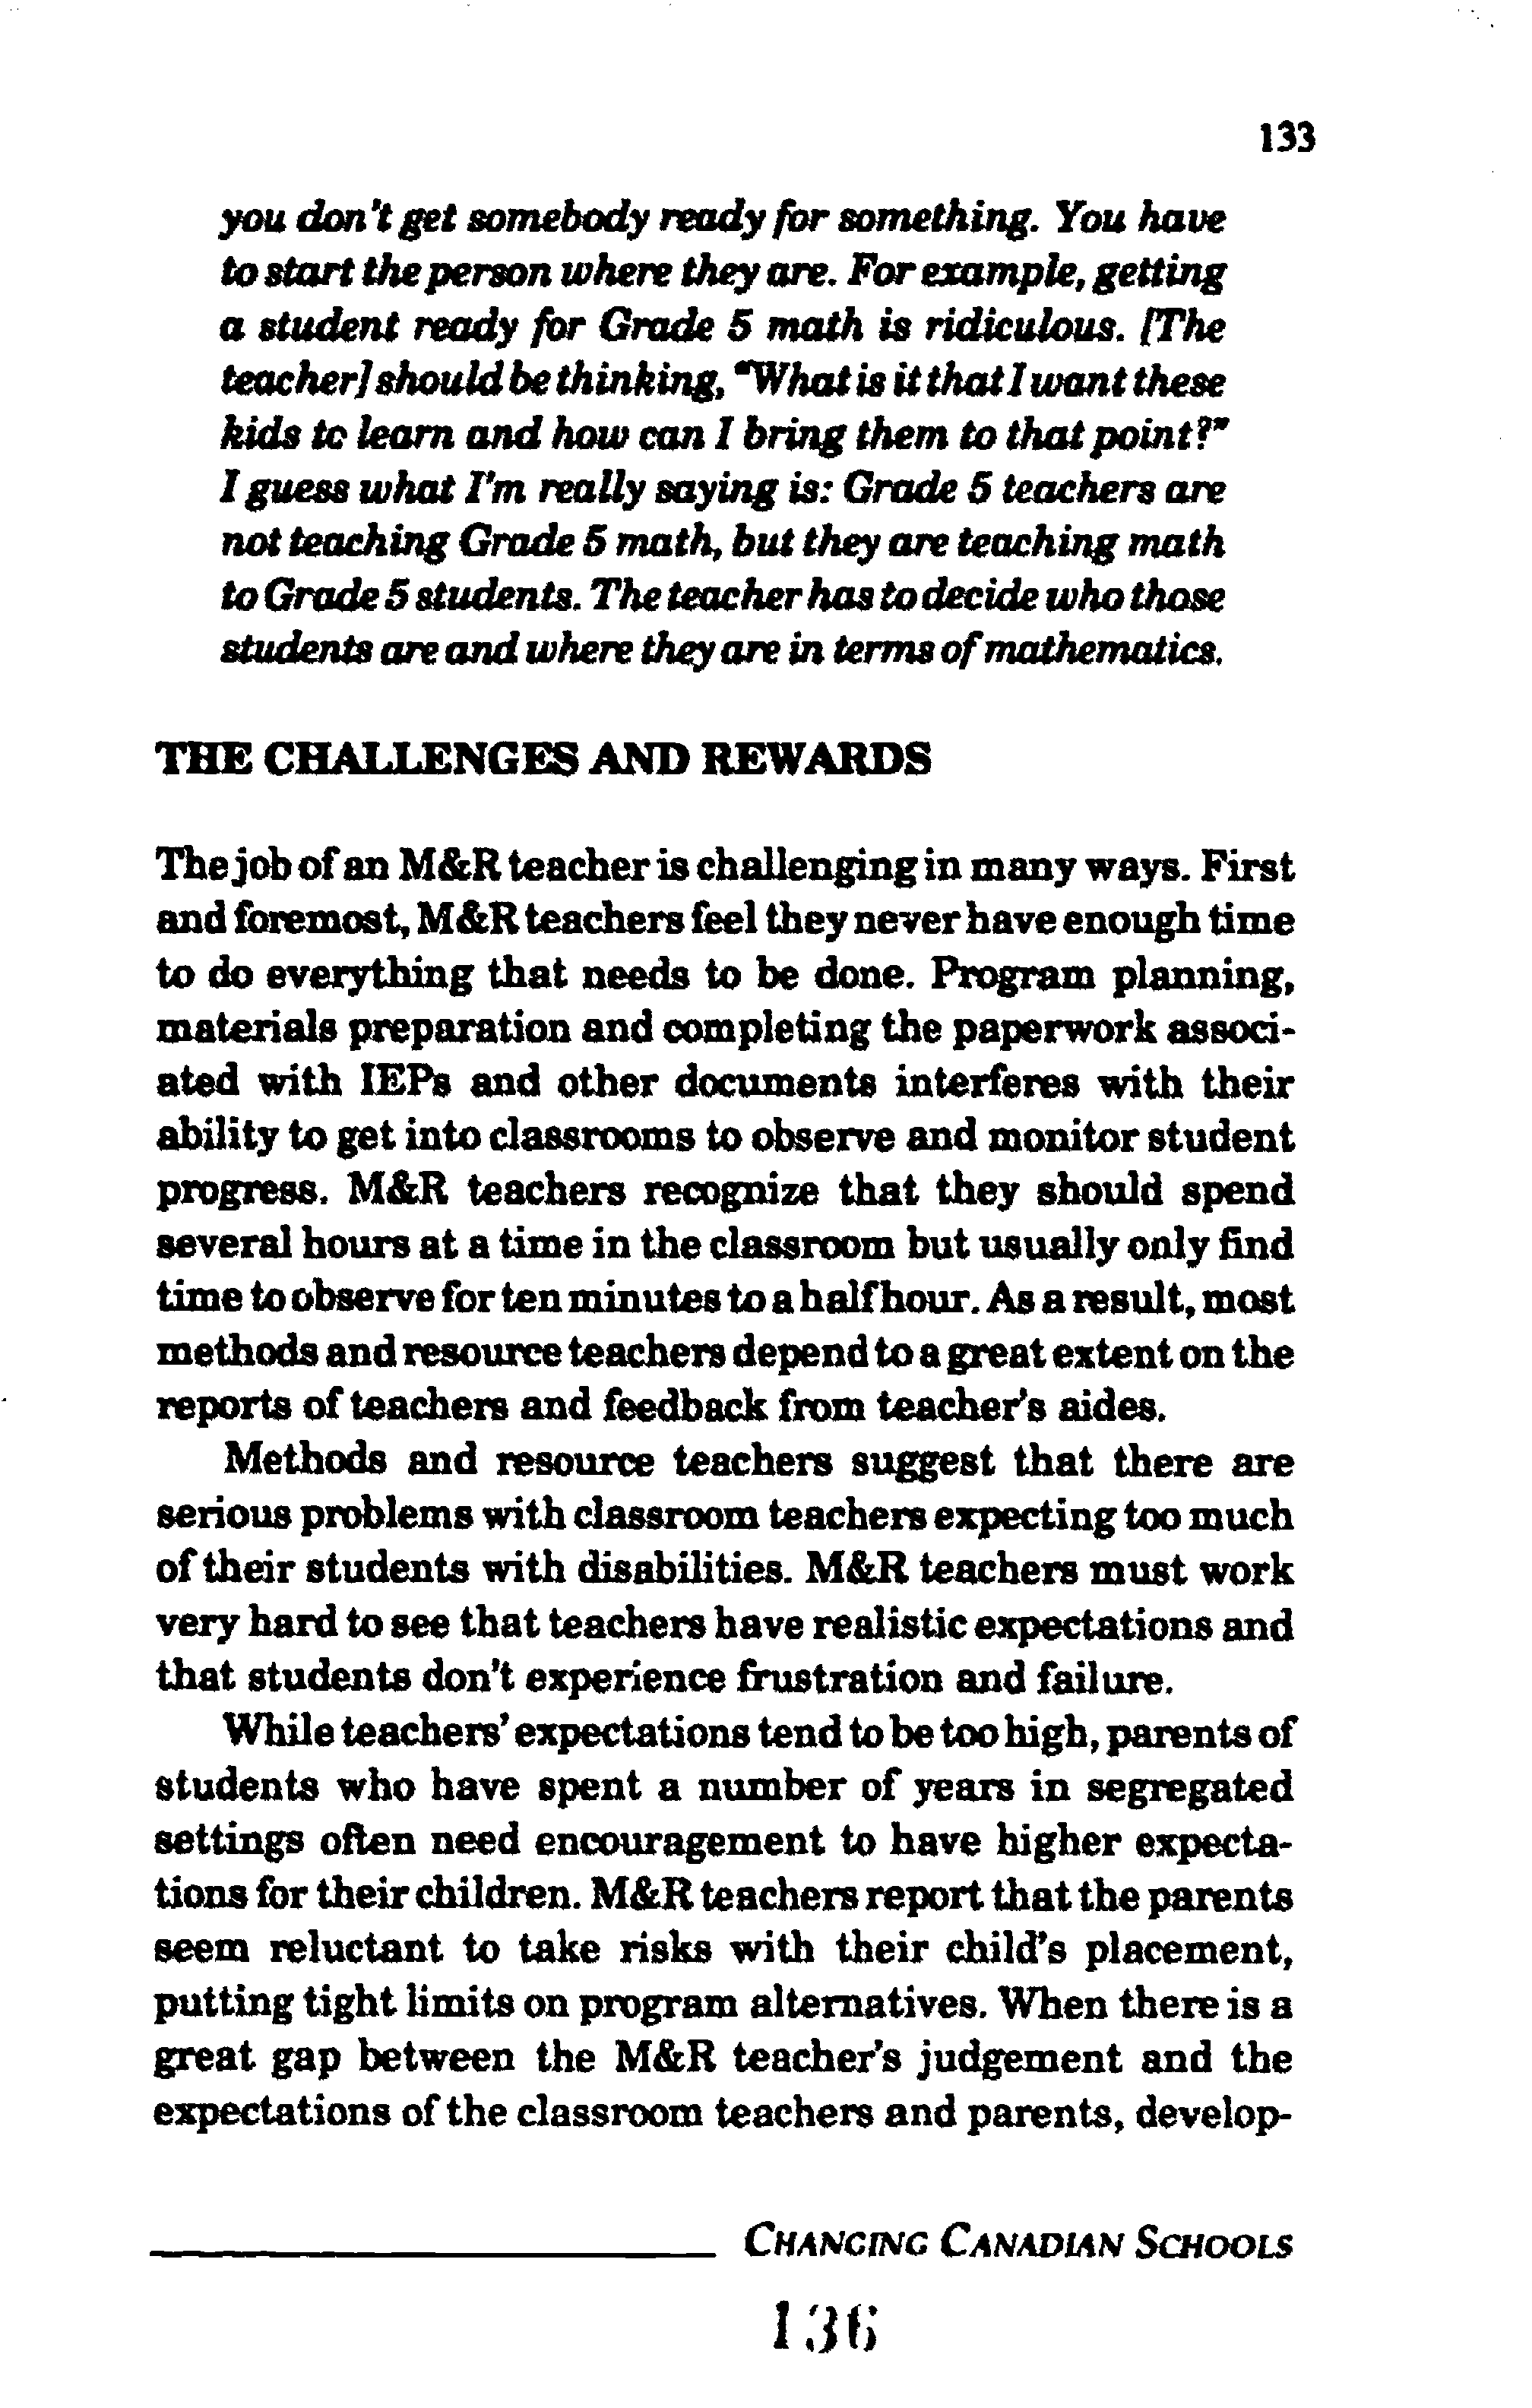 133
you don't get somebody ready for something. You have
to start the person where they are. For example, getting
a student ready for Grade 5 math is ridiculous. [The
teacher] should be thinking, "What is it that I want these
kids to learn and how can I bring them to that point?"
I guess what I'm really saying is: Grade 5 teachers are
not teaching Grade 5 math, but they are teaching math
to Grade 5 students. The teacher has to decide who those
students are and where they are in terms of mathematics.
THE CHALLENGES AND REWARDS
The job of an M&R teacher is challenging in many ways. First
and foremost, M&R teachers feel they never have enough time
to do everything that needs to be done. Program planning,
materials preparation and completing the paperwork associ-
ated with IEPs and other documents interferes with their
ability to get into classrooms to observe and monitor student
progress. M&R teachers recognize that they should spend
several hours at a time in the classroom but usually only find
time to observe for ten minutes to a half hour. As a result, most
methods and resource teachers depend to a great extent on the
reports of teachers and feedback from teacher's aides.
Methods and resource teachers suggest that there are
serious problems with classroom teachers expecting too much
of their students with disabilities. M&R teachers must work
very hard to see that teachers have realistic expectations and
that students don't experience frustration and failure.
While teachers' expectations tend to be too high, parents of
students who have spent a number of years in segregated
settings often need encouragement to have higher expecta-
tions for their children. M&R teachers report that the parents
seem reluctant to take risks with their child's placement,
putting tight limits on program alternatives. When there is a
great gap between the M&R teacher's judgement and the
expectations of the classroom teachers and parents, develop-
CHANGING CANADIAN SCHOOLS
136